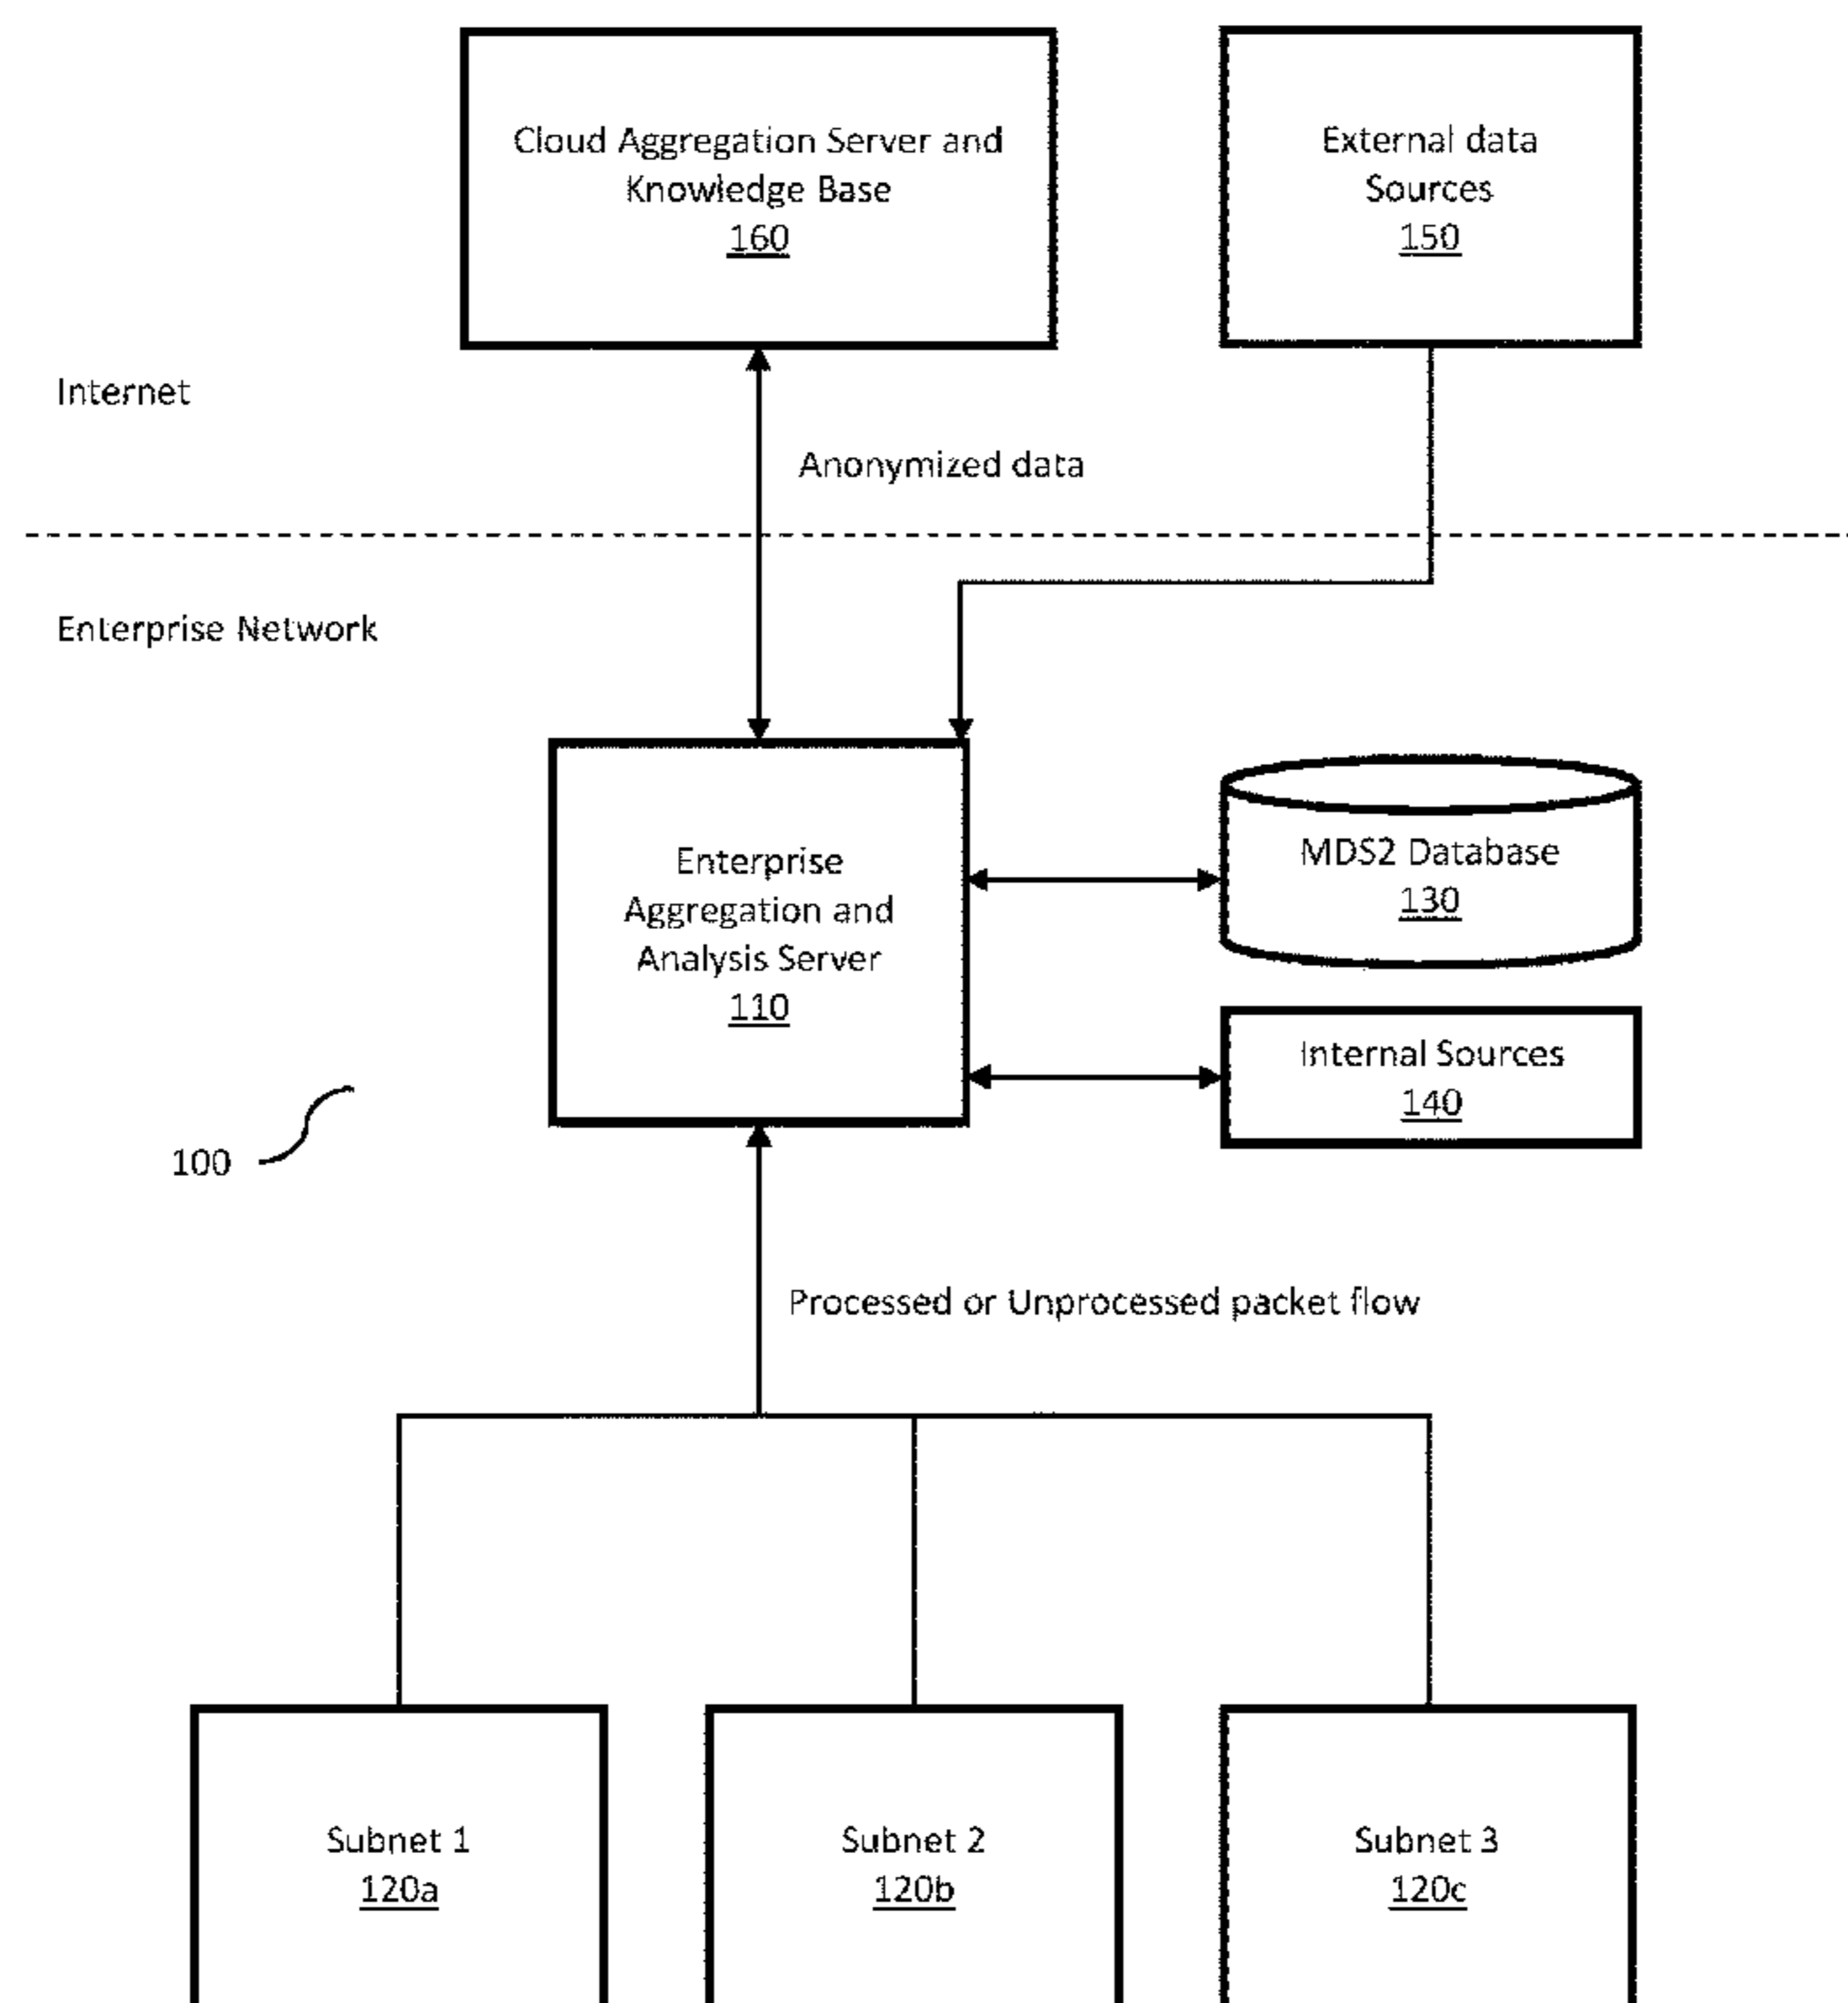 Cloud Aggregation Server and
Knowledge Base
160
External data
Sources
150
Internet
Anonymized data
Enterprise Network
Enterprise
Aggregation and
Analysis Server
110
MDS2 Database
130
Internal Sources
140
100
Processed or Unprocessed packet flow
Subnet 1
120a
Subnet 2
120b
Subnet 3
120c